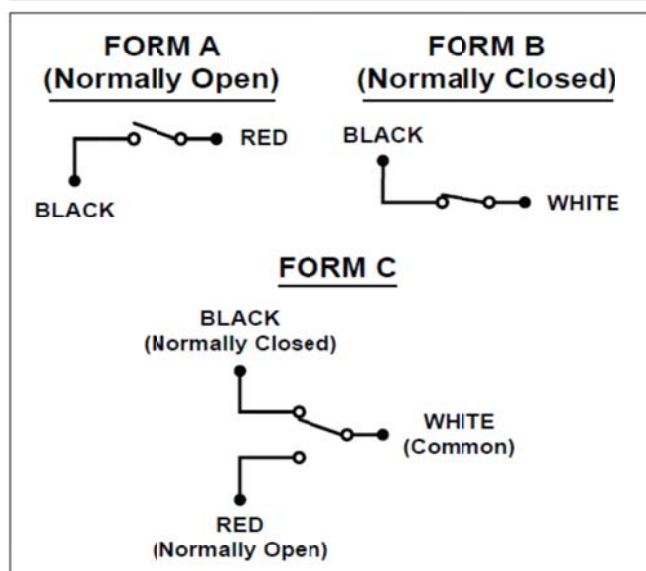 FORM A
(Normally Open)
RED
BLACK
FORM B
(Normally Closed)
BLACK
WHITE
FORM C
BLACK
(Normally Closed)
WHITE
(Common)
RED
(Normally Open)